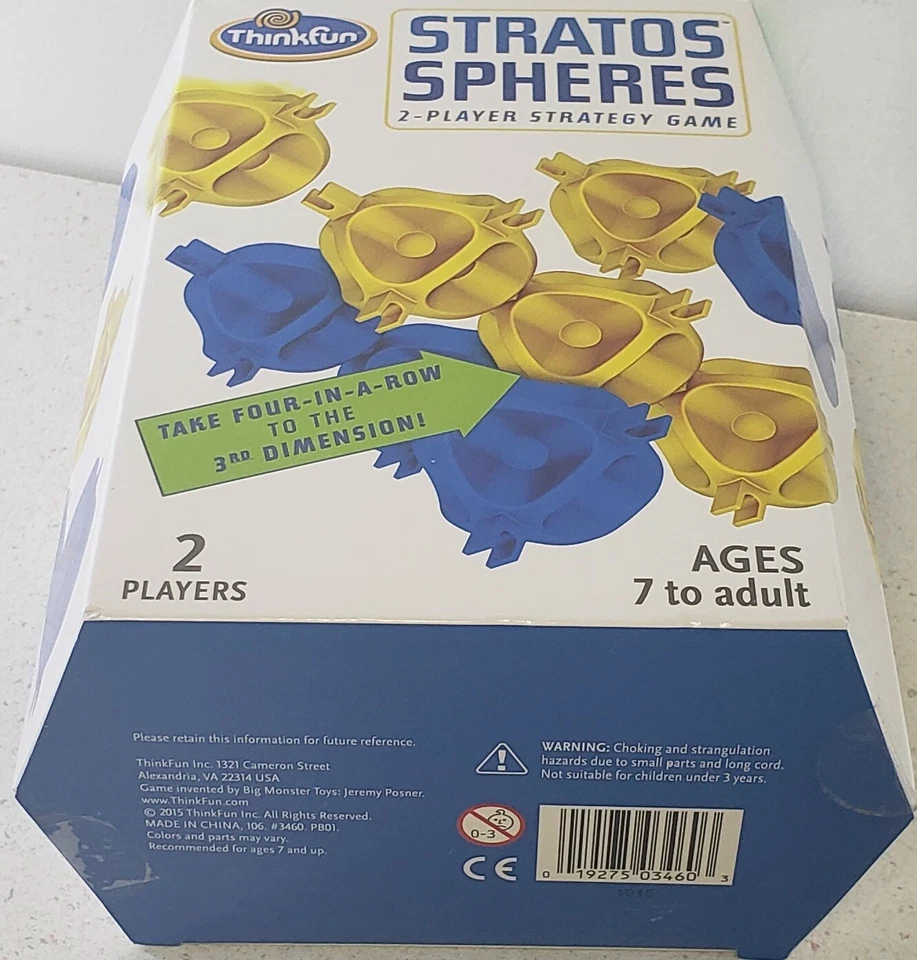 ThinkFun®
STRATOS™
SPHERES
2-PLAYER STRATEGY GAME
TAKE FOUR-IN-A-ROW
TO THE
3RD DIMENSION!
2
PLAYERS
AGES
7 to adult
Please retain this information for future reference.
ThinkFun Inc. 1321 Cameron Street
Alexandria, VA 22314 USA
Game invented by Big Monster Toys: Jeremy Posner.
www.ThinkFun.com
© 2015 ThinkFun Inc. All Rights Reserved.
MADE IN CHINA, 106. #3460. PB01.
Colors and parts may vary.
Recommended for ages 7 and up.
WARNING: Choking and strangulation
hazards due to small parts and long cord.
Not suitable for children under 3 years.
0-3
CE
0 19275 03460 3
1015